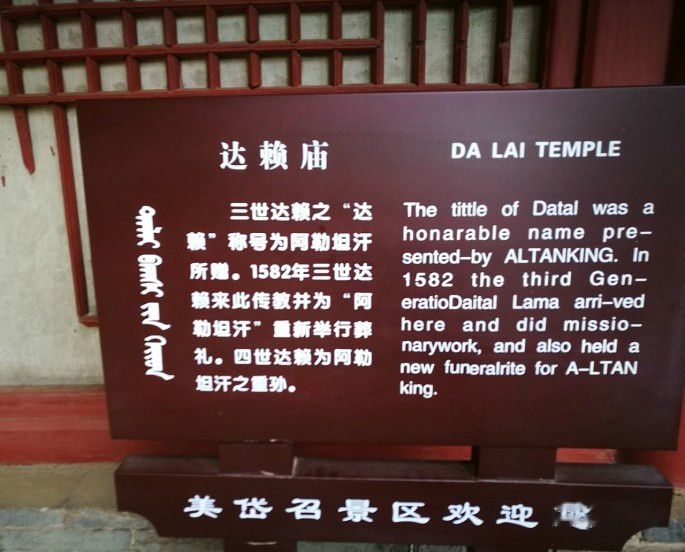 达赖庙
三世达赖之“达
赖”称号为阿勒坦汗
所赠。1582年三世达
赖来此传教并为“阿
勒坦汗”重新举行葬
礼。四世达赖为阿勒
坦汗之重孙。
DA LAI TEMPLE
The tittle of Datal was a
honarable name pre-
sented-by ALTANKING. In
1582 the third Gen-
eratioDaital Lama arri-ved
here and did missio-
narywork, and also held a
new funeralrite for A-LTAN
king.
美岱召景区欢迎